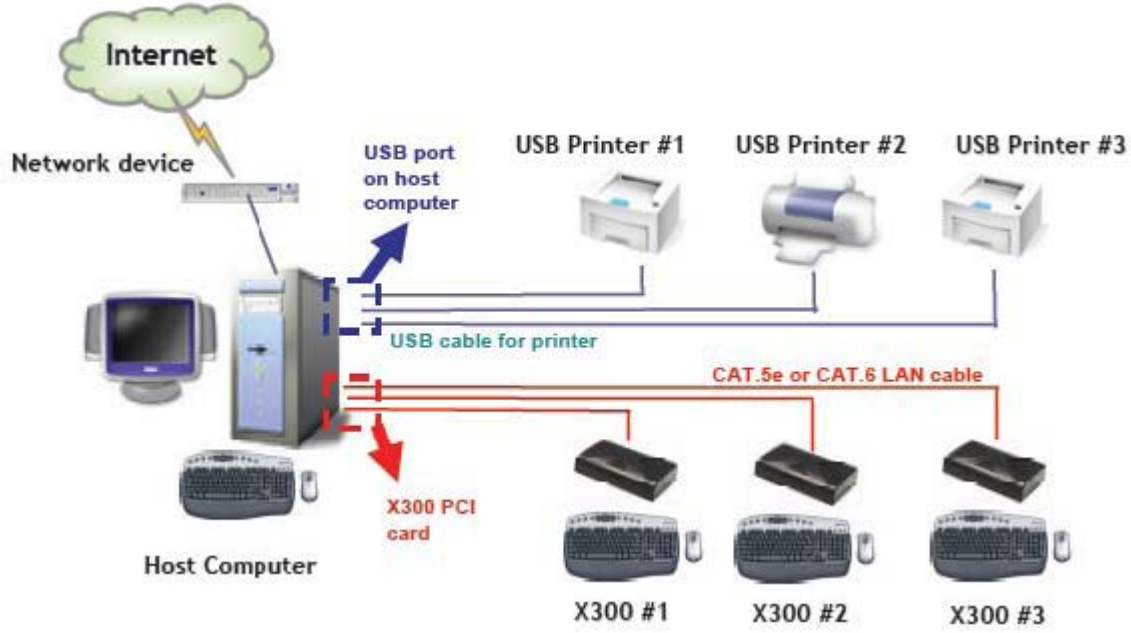 Internet
Network device
USB port
on host
computer
USB Printer #1
USB Printer #2
USB Printer #3
USB cable for printer
CAT.5e or CAT.6 LAN cable
X300 PCI
card
Host Computer
X300 #1
X300 #2
X300 #3